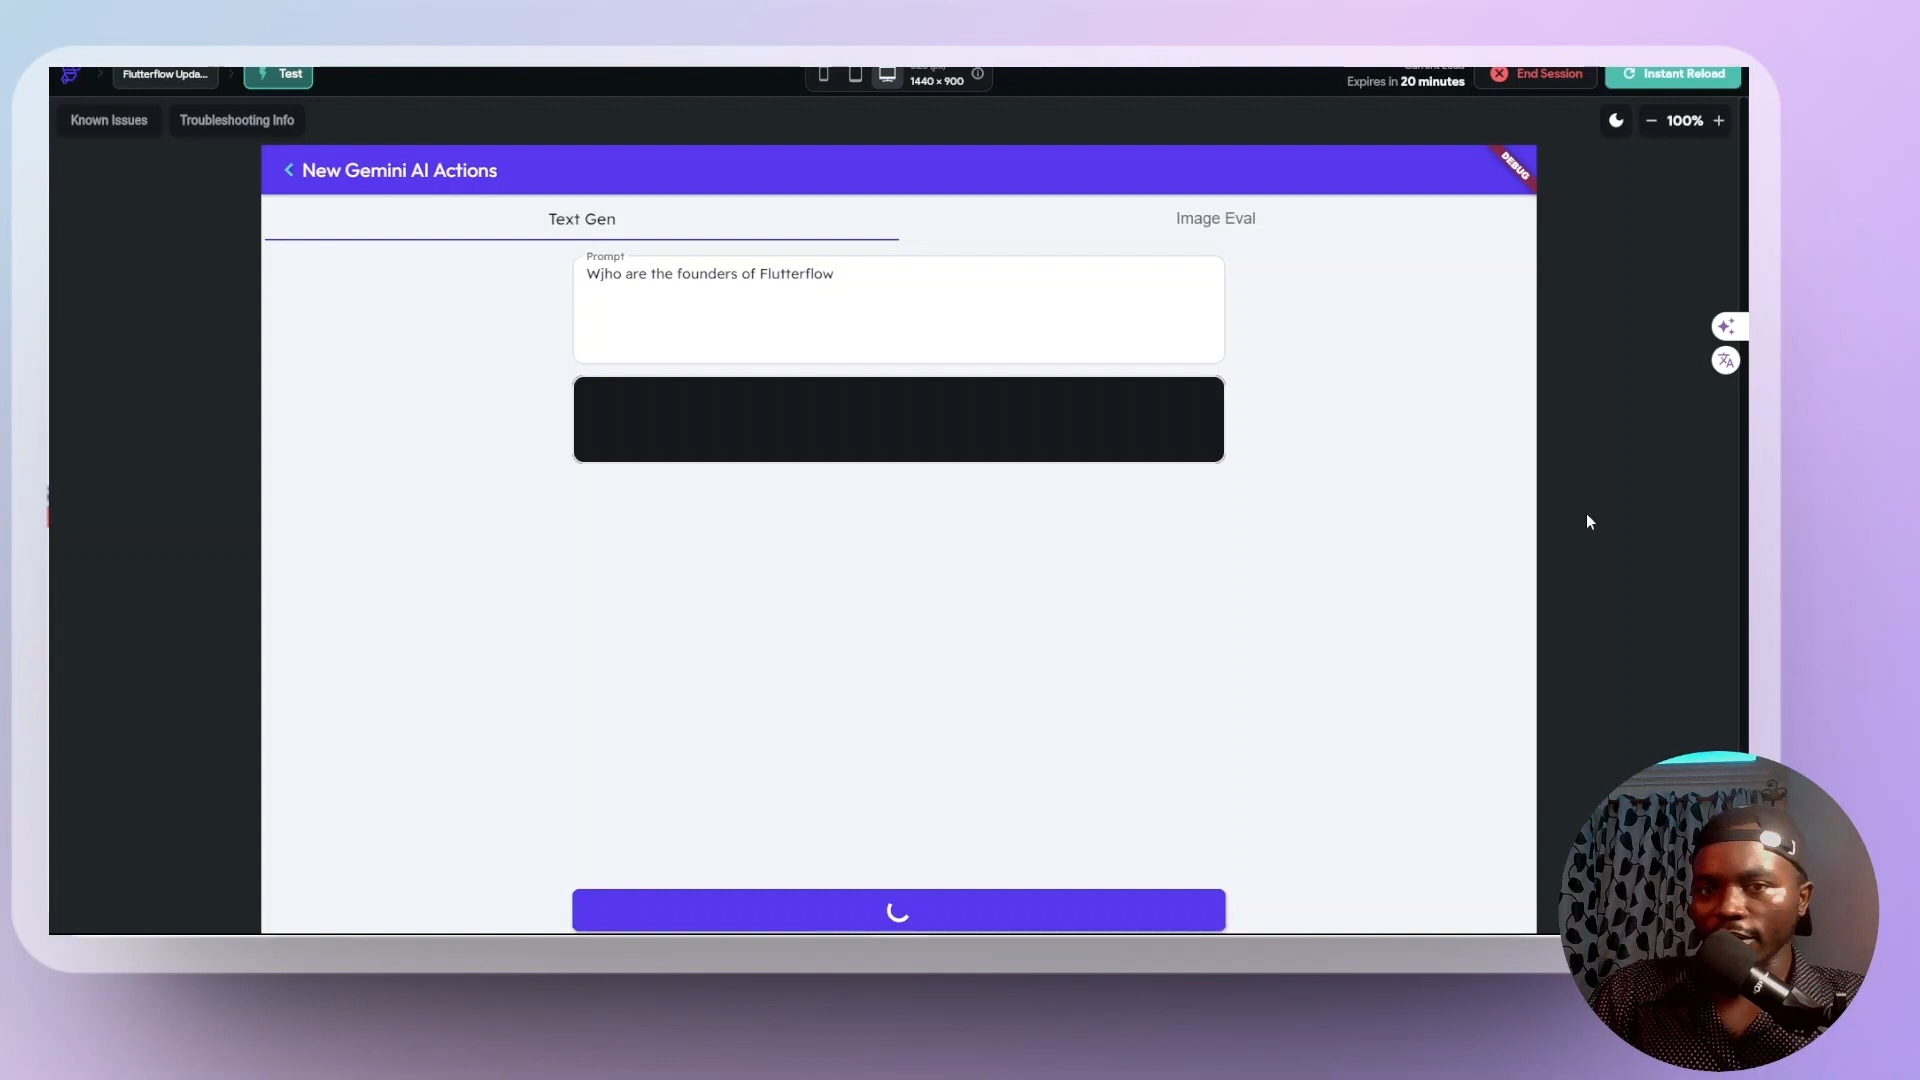 Flutterflow Upda...
Test
1440 × 900
Expires in 20 minutes
End Session
Instant Reload
Known Issues
Troubleshooting Info
100%
New Gemini AI Actions
DEBUG
Text Gen
Image Eval
Prompt
Wjho are the founders of Flutterflow